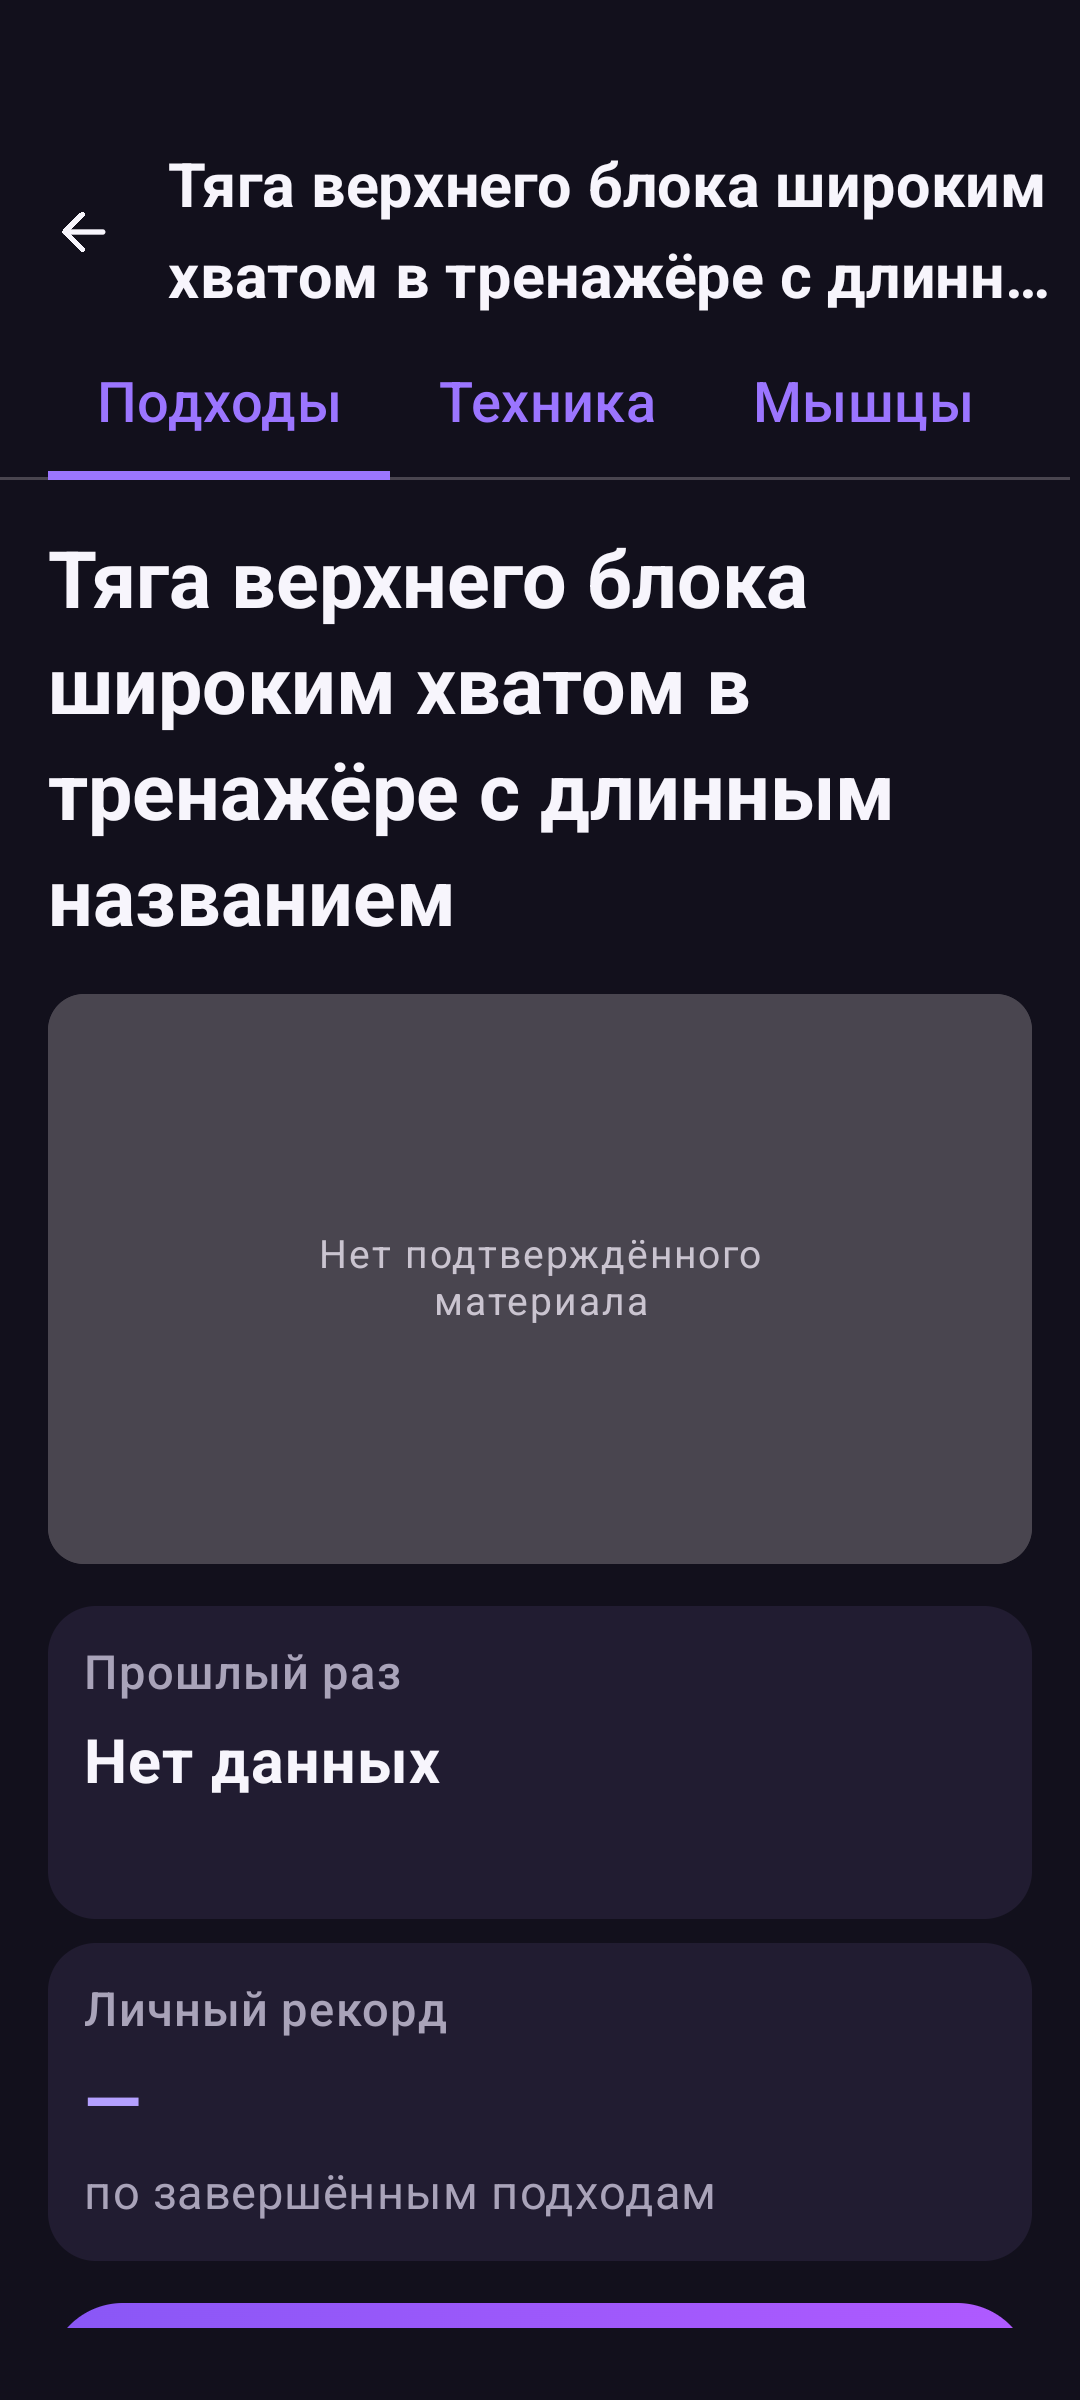 Тяга верхнего блока широким
хватом в тренажёре с длинн...
Подходы Техника Мышцы
Тяга верхнего блока
широким хватом в
тренажёре с длинным
названием
Нет подтверждённого
материала
Прошлый раз
Нет данных
Личный рекорд
—
по завершённым подходам